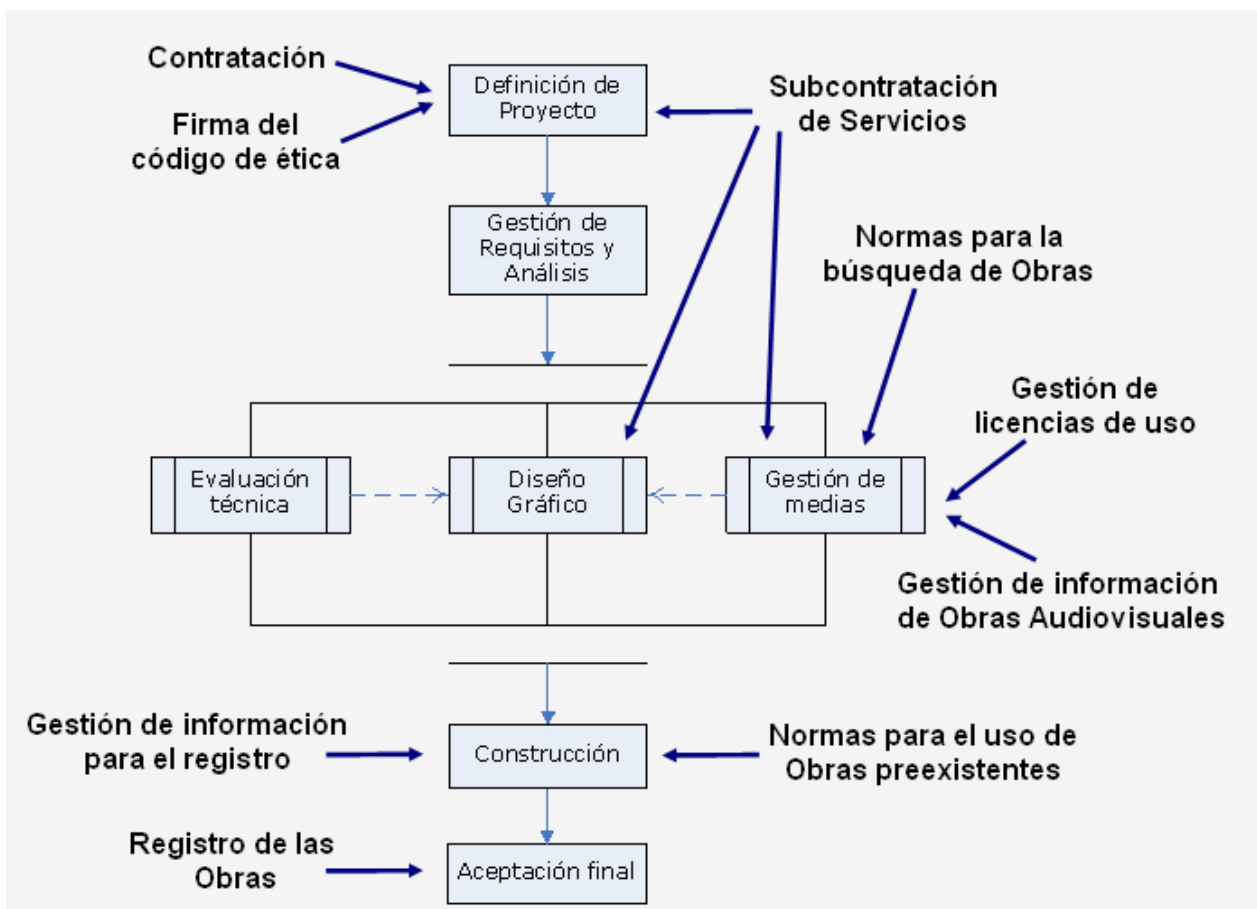 Contratación
Definición de
Proyecto
Subcontratación
de Servicios
Firma del
código de ética
Gestión de
Requisitos y
Análisis
Normas para la
búsqueda de Obras
Gestión de
licencias de uso
Evaluación
técnica
Diseño
Gráfico
Gestión de
medias
Gestión de información
de Obras Audiovisuales
Gestión de información
para el registro
Construcción
Normas para el uso de
Obras preexistentes
Registro de las
Obras
Aceptación final